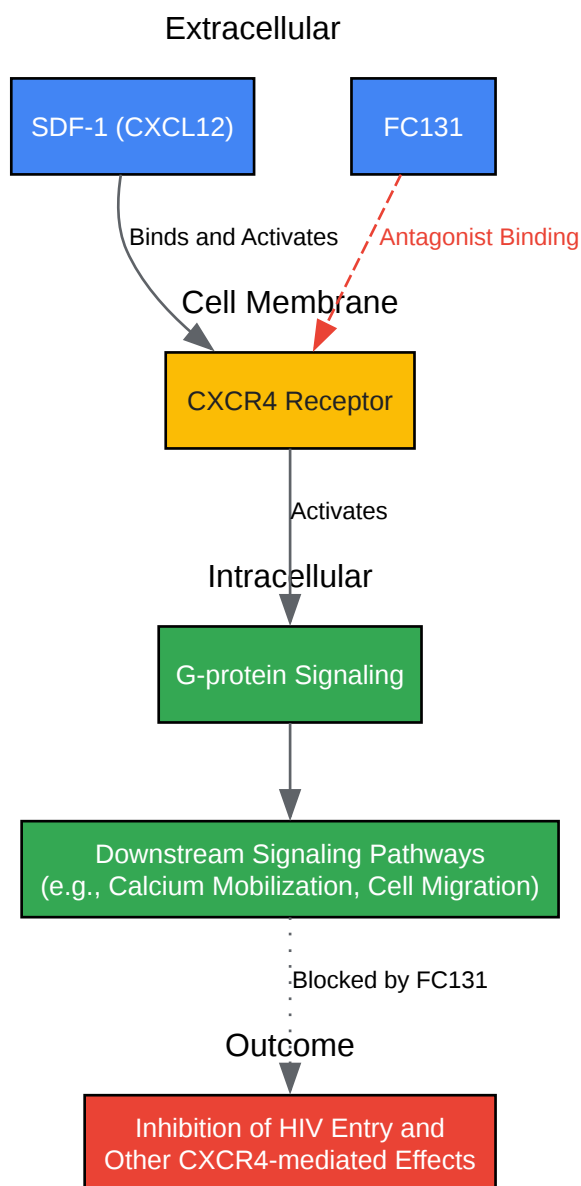 Extracellular
SDF-1 (CXCL12)
FC131
Binds and Activates
Antagonist Binding
Cell Membrane
CXCR4 Receptor
Activates
Intracellular
G-protein Signaling
Downstream Signaling Pathways
(e.g., Calcium Mobilization, Cell Migration)
Blocked by FC131
Outcome
Inhibition of HIV Entry and
Other CXCR4-mediated Effects